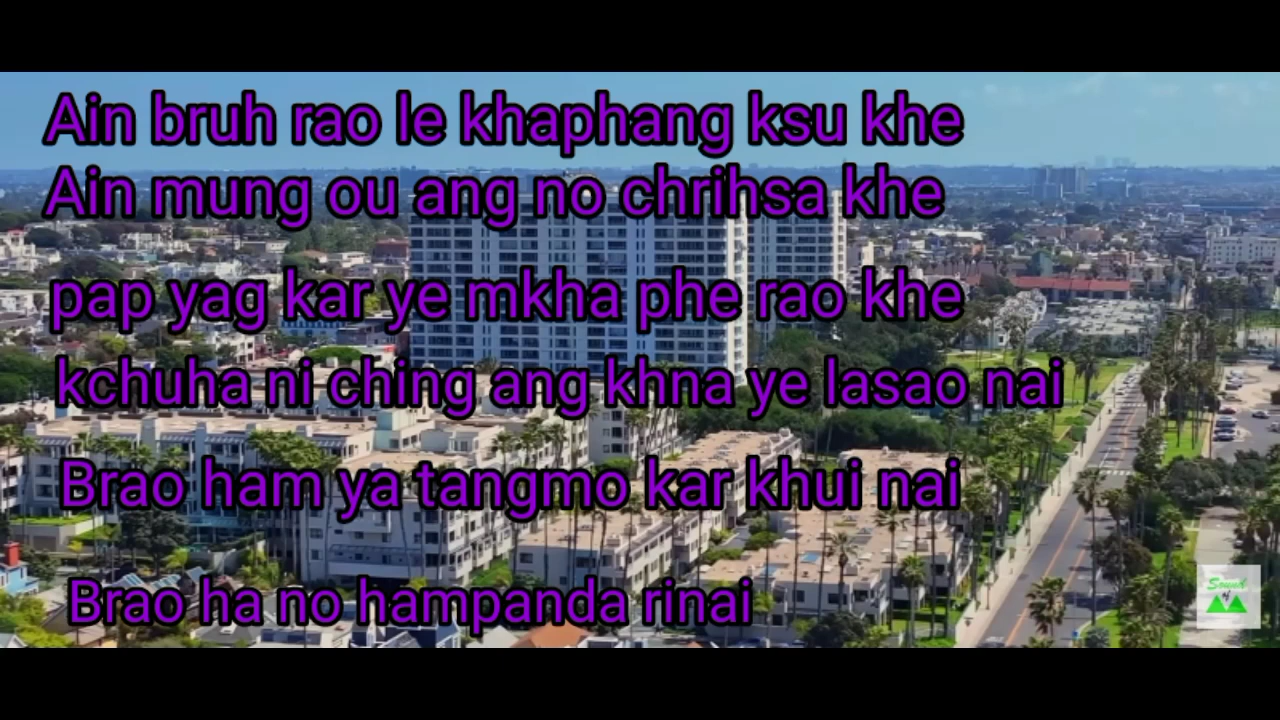 Ain bruh rao le khaphang ksu khe
Ain mung ou ang no chrihsa khe
pap yag kar ye mkha phe rao khe
kchuha ni ching ang khna ye lasao nai
Brao ham ya tangmo kar khui nai
Brao ha no hampanda rinai
Sound
of